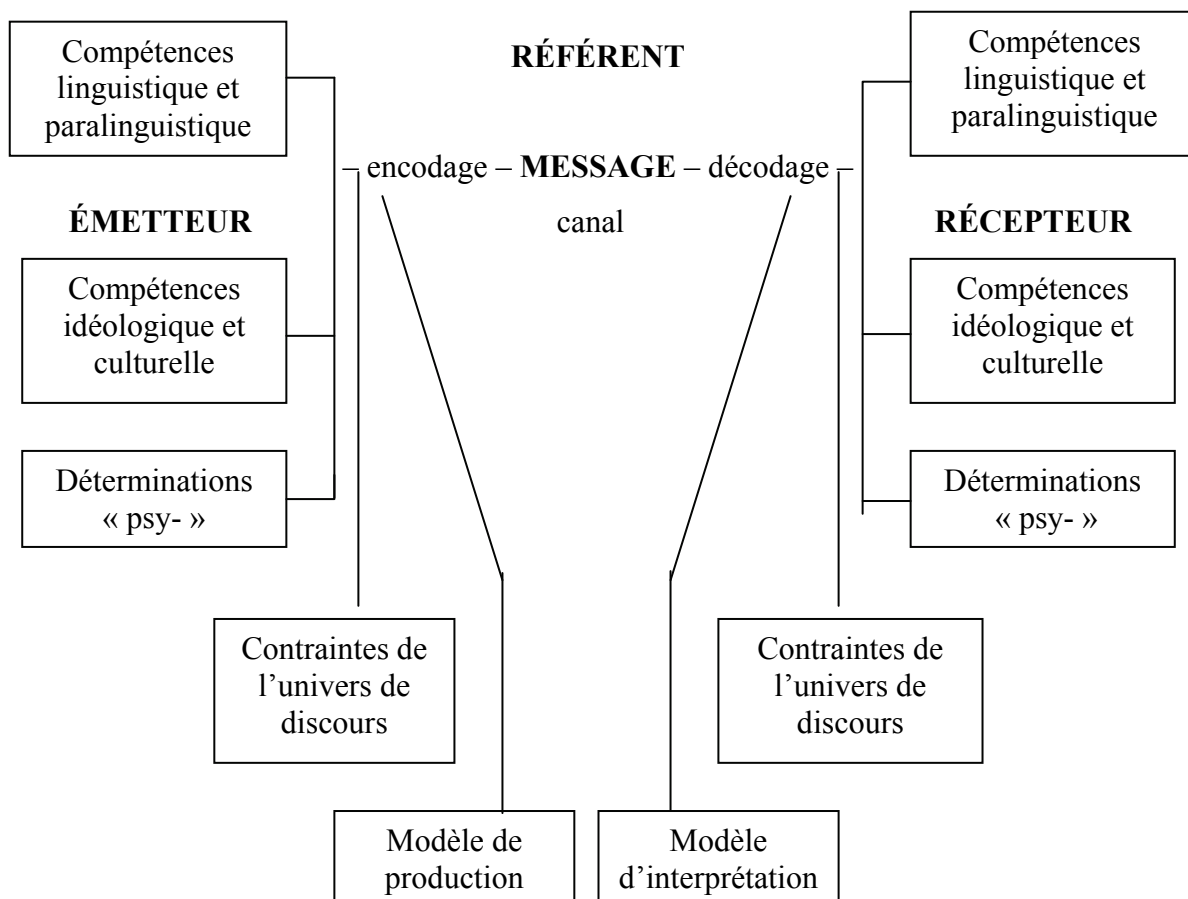 Compétences
linguistique et
paralinguistique
RÉFÉRENT
Compétences
linguistique et
paralinguistique
– encodage – MESSAGE – décodage –
canal
ÉMETTEUR
RÉCEPTEUR
Compétences
idéologique et
culturelle
Compétences
idéologique et
culturelle
Déterminations
« psy- »
Déterminations
« psy- »
Contraintes de
l’univers de
discours
Contraintes de
l’univers de
discours
Modèle de
production
Modèle
d’interprétation